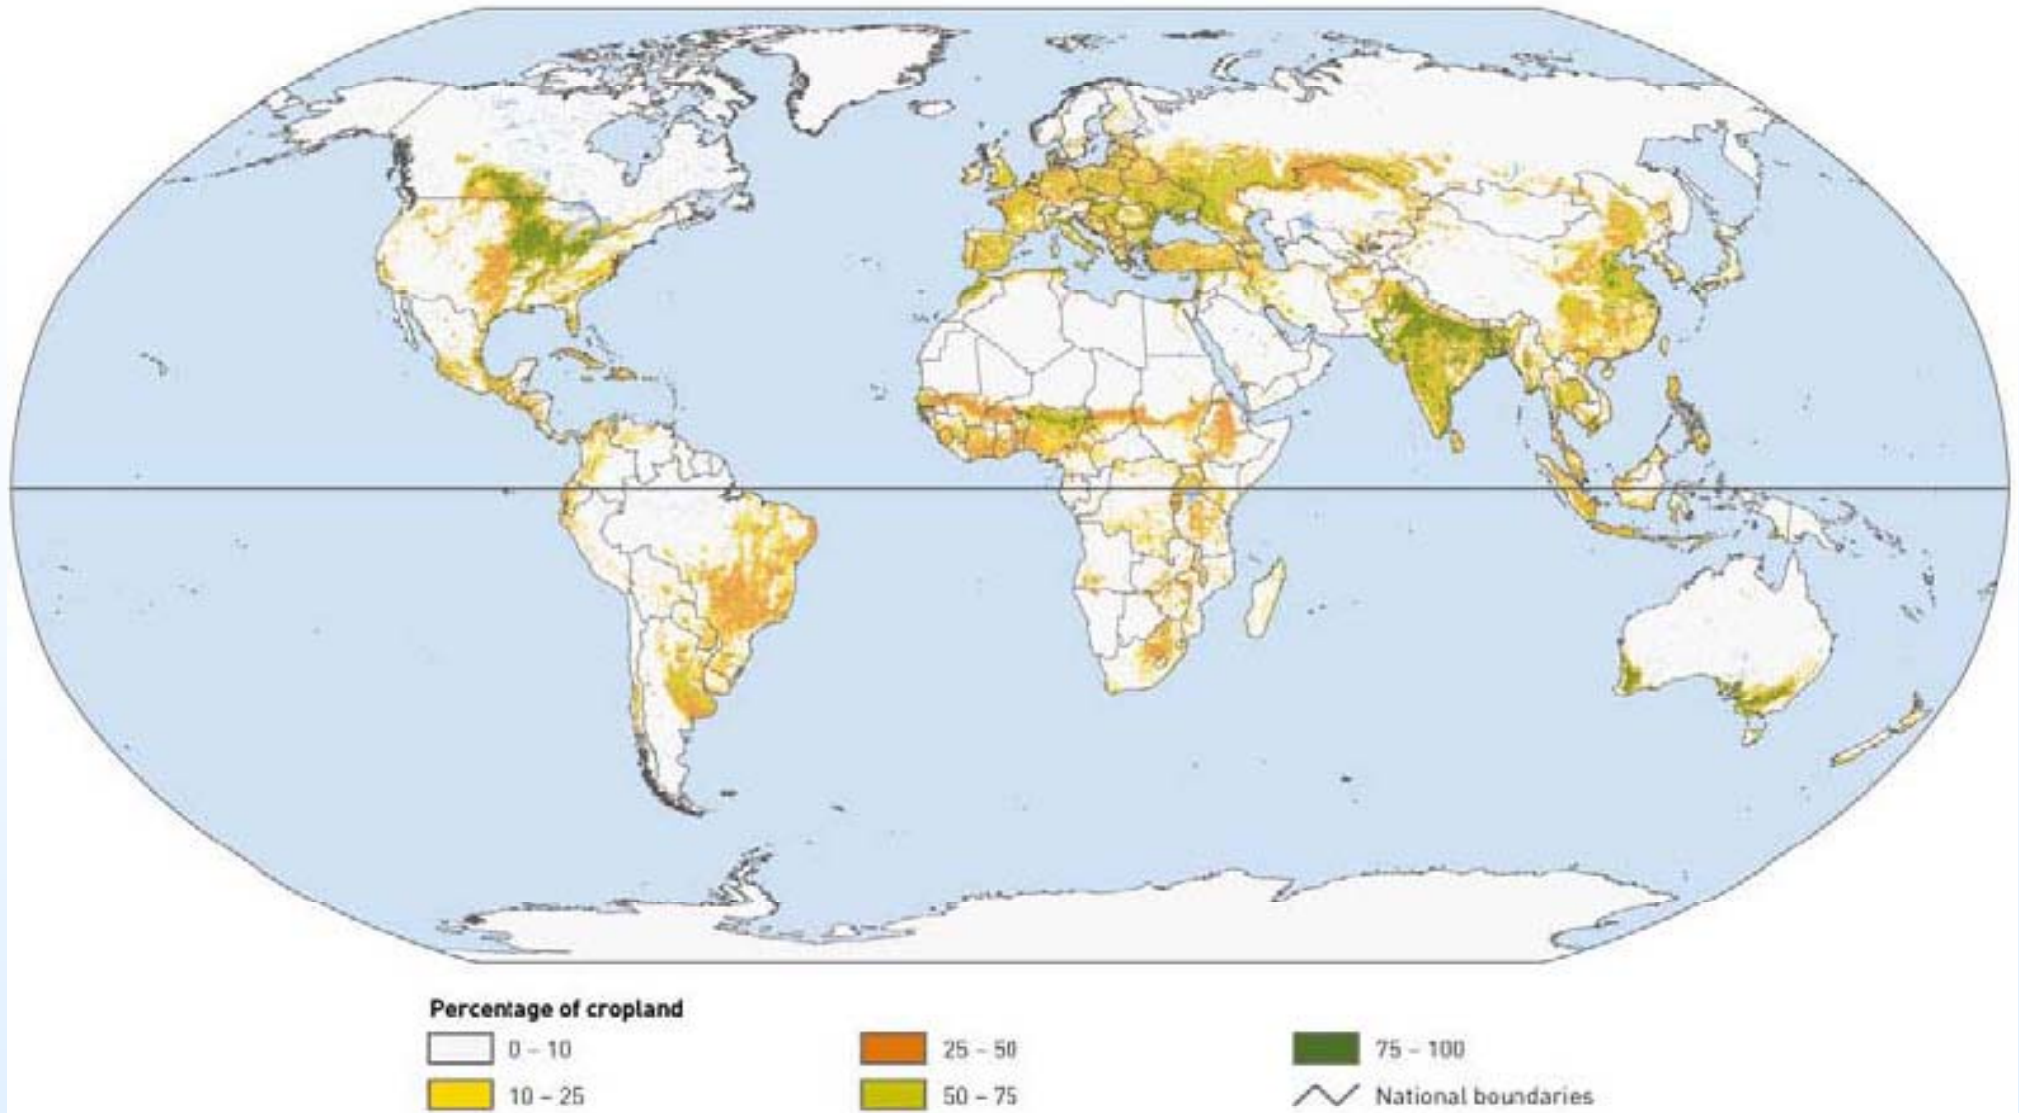 Percentage of cropland
0 – 10
10 – 25
25 – 50
50 – 75
75 – 100
National boundaries